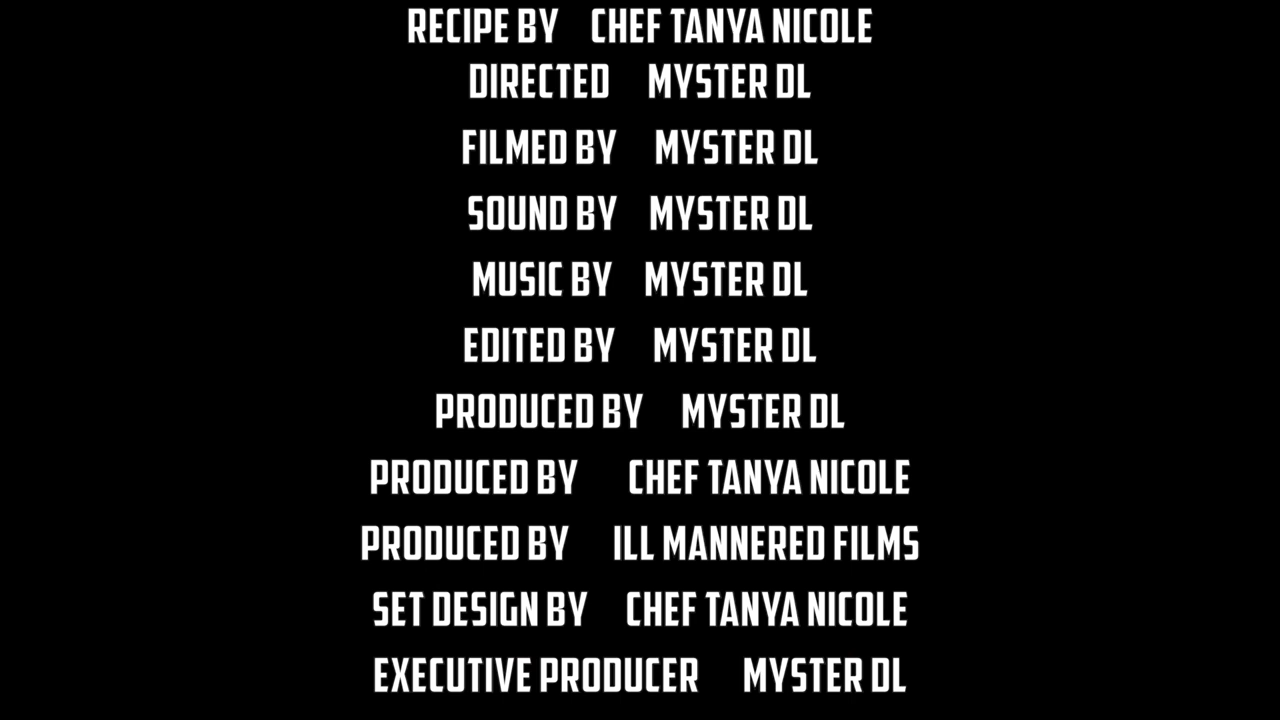 RECIPE BY CHEF TANYA NICOLE
DIRECTED MYSTER DL
FILMED BY MYSTER DL
SOUND BY MYSTER DL
MUSIC BY MYSTER DL
EDITED BY MYSTER DL
PRODUCED BY MYSTER DL
PRODUCED BY CHEF TANYA NICOLE
PRODUCED BY ILL MANNERED FILMS
SET DESIGN BY CHEF TANYA NICOLE
EXECUTIVE PRODUCER MYSTER DL